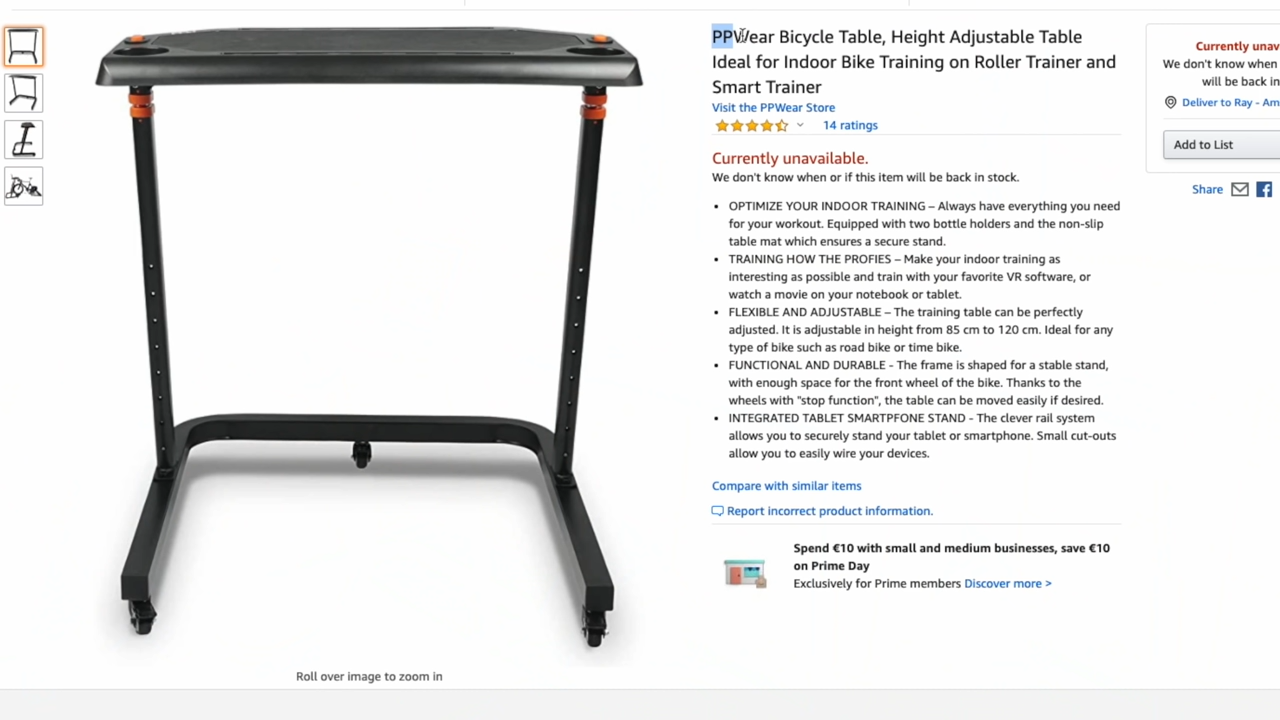 PPWear Bicycle Table, Height Adjustable Table
Ideal for Indoor Bike Training on Roller Trainer and
Smart Trainer
Visit the PPWear Store
14 ratings
Currently unavailable.
We don't know when or if this item will be back in stock.
• OPTIMIZE YOUR INDOOR TRAINING – Always have everything you need
for your workout. Equipped with two bottle holders and the non-slip
table mat which ensures a secure stand.
• TRAINING HOW THE PROFIES – Make your indoor training as
interesting as possible and train with your favorite VR software, or
watch a movie on your notebook or tablet.
• FLEXIBLE AND ADJUSTABLE – The training table can be perfectly
adjusted. It is adjustable in height from 85 cm to 120 cm. Ideal for any
type of bike such as road bike or time bike.
• FUNCTIONAL AND DURABLE - The frame is shaped for a stable stand,
with enough space for the front wheel of the bike. Thanks to the
wheels with "stop function", the table can be moved easily if desired.
• INTEGRATED TABLET SMARTPFONE STAND - The clever rail system
allows you to securely stand your tablet or smartphone. Small cut-outs
allow you to easily wire your devices.
Compare with similar items
Report incorrect product information.
Spend €10 with small and medium businesses, save €10
on Prime Day
Exclusively for Prime members Discover more >
Currently unav
We don't know when
will be back in
Deliver to Ray - Am
Add to List
Share
Roll over image to zoom in